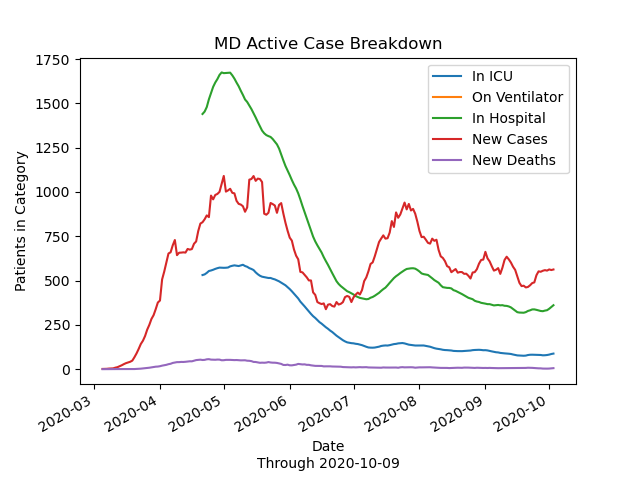 MD Active Case Breakdown
In ICU
On Ventilator
In Hospital
New Cases
New Deaths
Patients in Category
1750
1500
1250
1000
750
500
250
0
2020-03
2020-04
2020-05
2020-06
2020-07
2020-08
2020-09
2020-10
Date
Through 2020-10-09